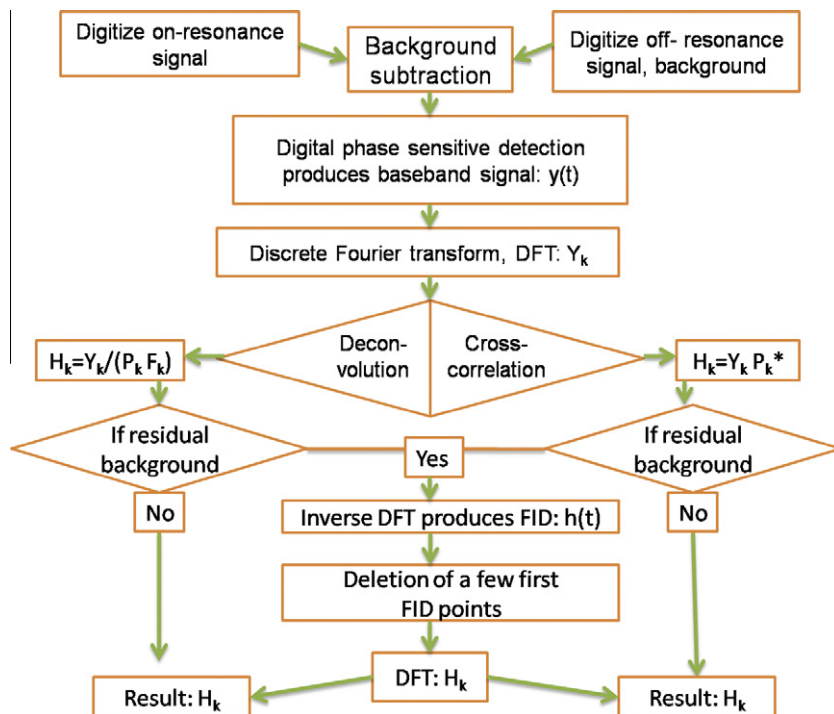 Digitize on-resonance
signal
Background
subtraction
Digitize off- resonance
signal, background
Digital phase sensitive detection
produces baseband signal: y(t)
Discrete Fourier transform, DFT: Yₖ
Hₖ=Yₖ/(Pₖ Fₖ)
Decon-
volution
Cross-
correlation
Hₖ=Yₖ Pₖ*
If residual
background
Yes
If residual
background
No
Inverse DFT produces FID: h(t)
No
Deletion of a few first
FID points
DFT: Hₖ
Result: Hₖ
Result: Hₖ